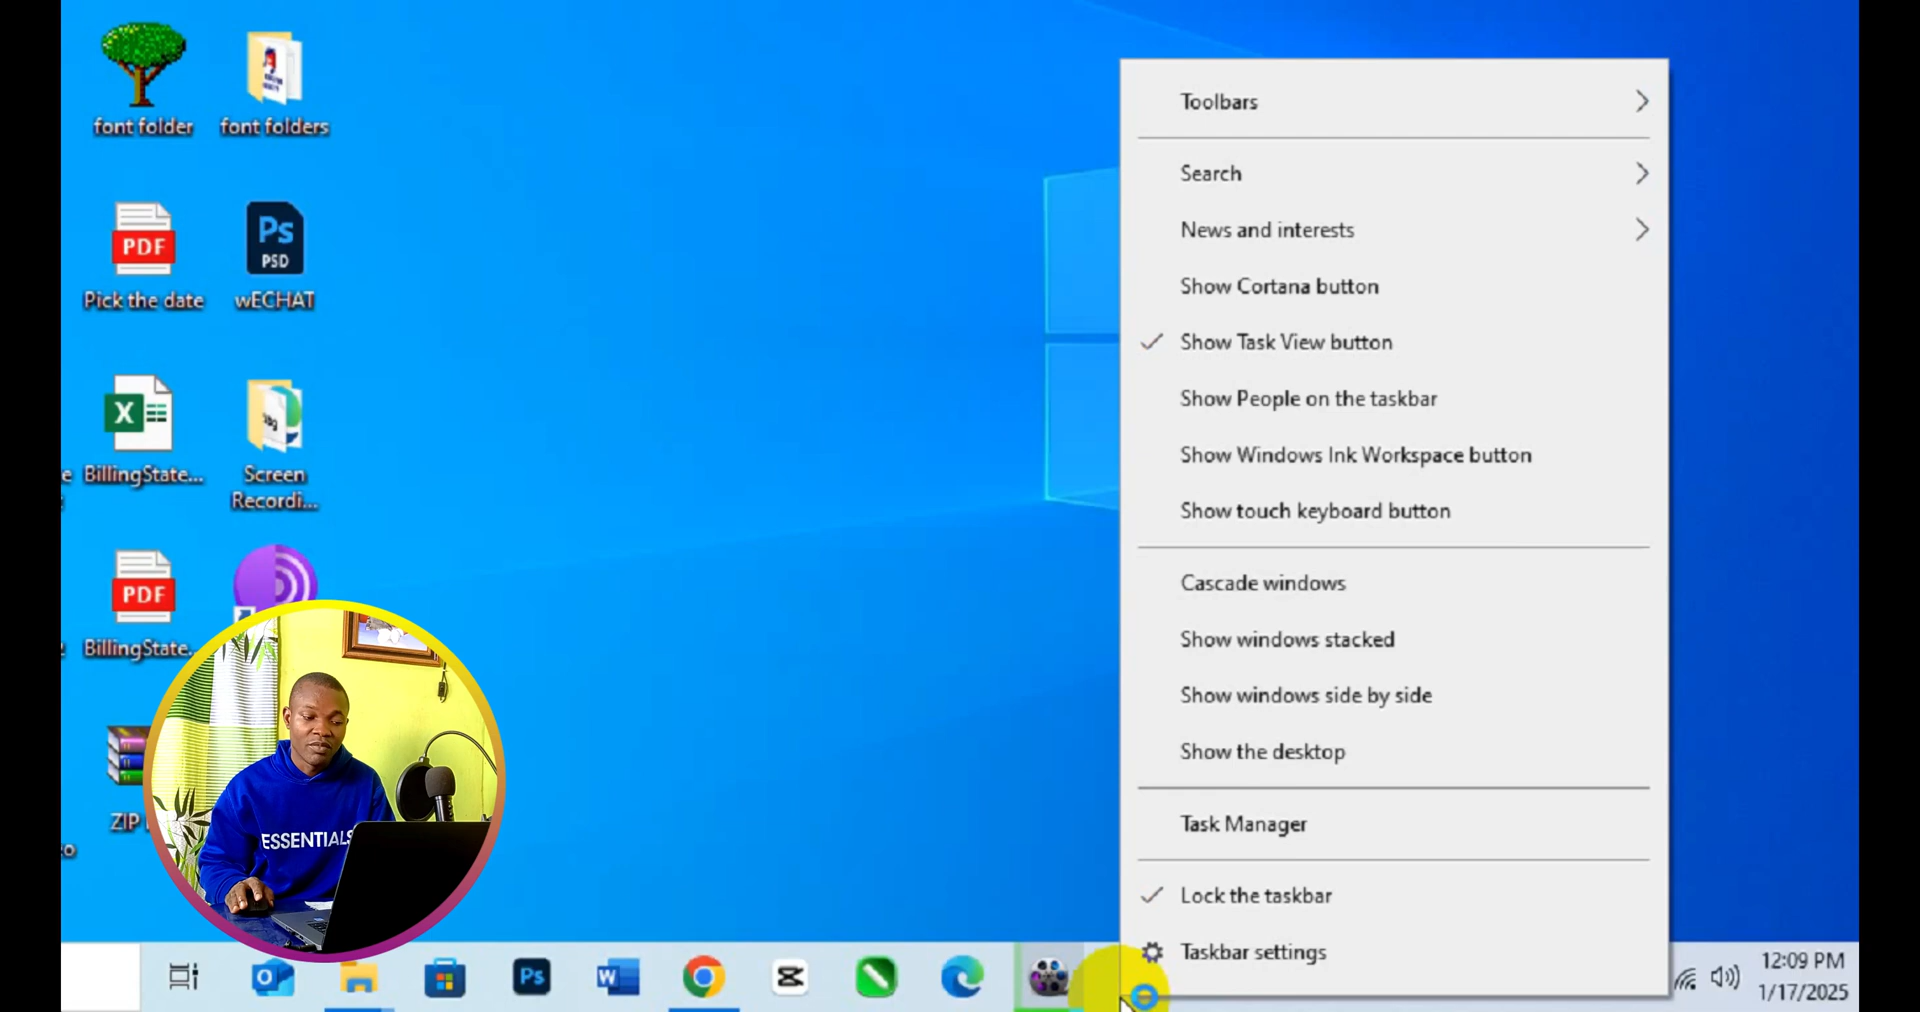 font folder
font folders
PDF
Ps
PSD
Pick the date
wECHAT
X
e BillingState...
Screen
Recordi...
PDF
BillingState...
ZIP
ESSENTIALS
Toolbars
Search
News and interests
Show Cortana button
Show Task View button
Show People on the taskbar
Show Windows Ink Workspace button
Show touch keyboard button
Cascade windows
Show windows stacked
Show windows side by side
Show the desktop
Task Manager
Lock the taskbar
Taskbar settings
O
Ps
W
12:09 PM
1/17/2025